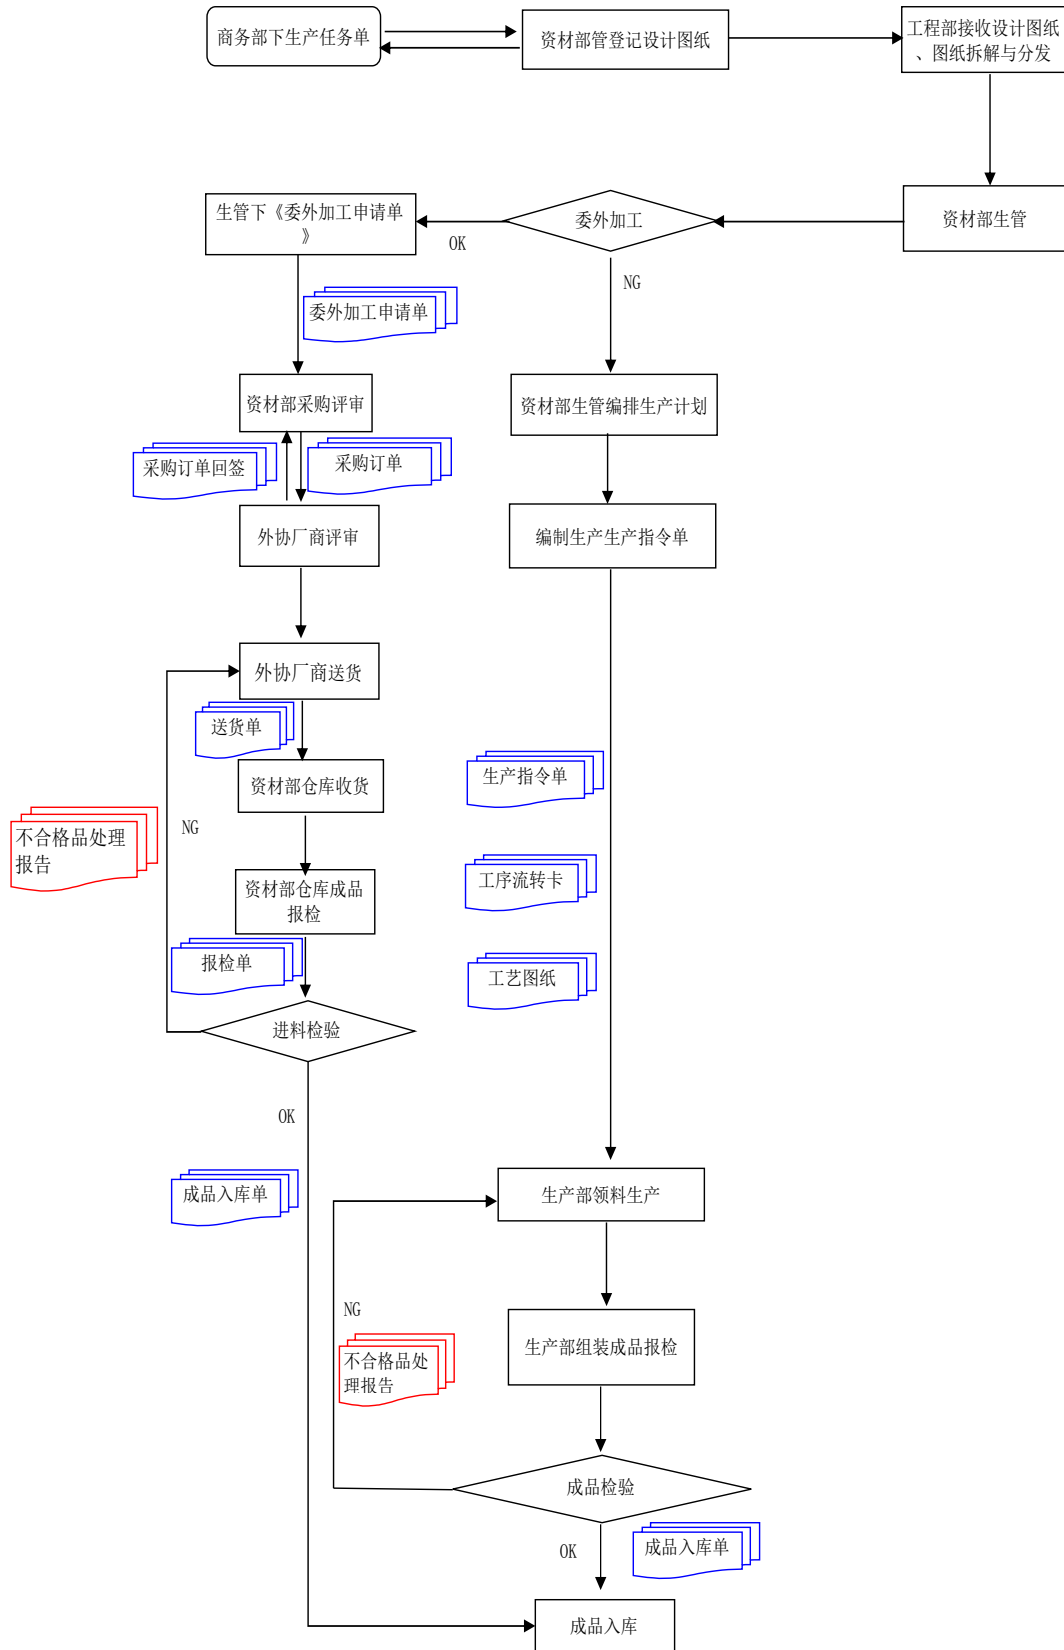 商务部下生产任务单
资材部管登记设计图纸
工程部接收设计图纸
、图纸拆解与分发
生管下《委外加工申请单
》
委外加工
资材部生管
OK
NG
委外加工申请单
资材部采购评审
资材部生管编排生产计划
采购订单回签
采购订单
外协厂商评审
编制生产生产指令单
外协厂商送货
送货单
资材部仓库收货
生产指令单
不合格品处理
报告
NG
资材部仓库成品
报检
工序流转卡
报检单
工艺图纸
进料检验
OK
成品入库单
生产部领料生产
NG
不合格品处
理报告
生产部组装成品报检
成品检验
OK
成品入库单
成品入库